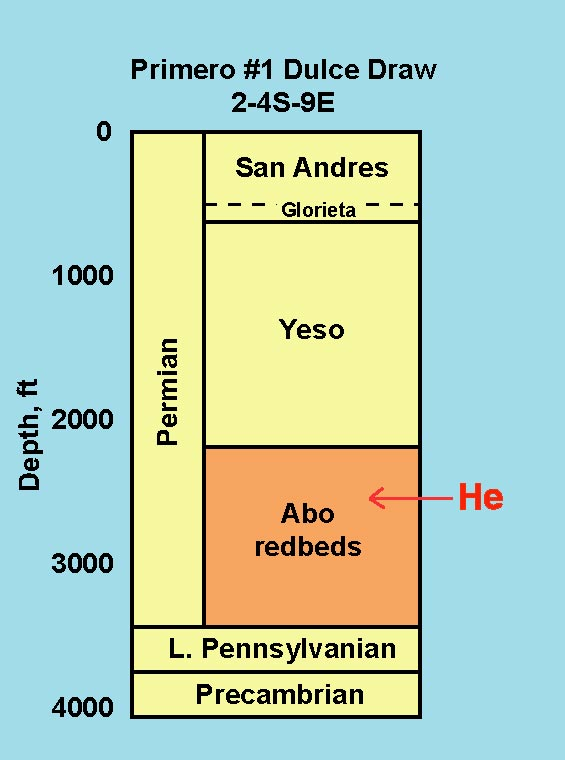 Primero #1 Dulce Draw
2-4S-9E
0
San Andres
Glorieta
1000
Yeso
Permian
Depth, ft
2000
He
Abo
redbeds
3000
L. Pennsylvanian
Precambrian
4000